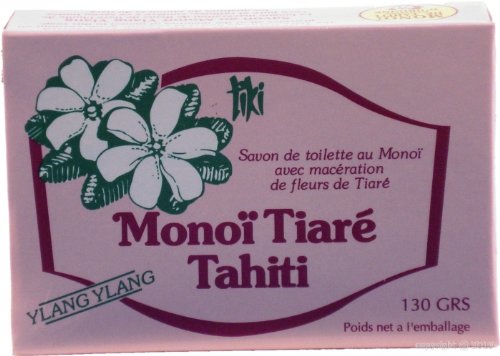 MONOÏ
tiki
Savon de toilette au Monoï
avec macération
de fleurs de Tiaré
Monoï Tiaré
Tahiti
YLANG YLANG
130 GRS
Poids net a l'emballage